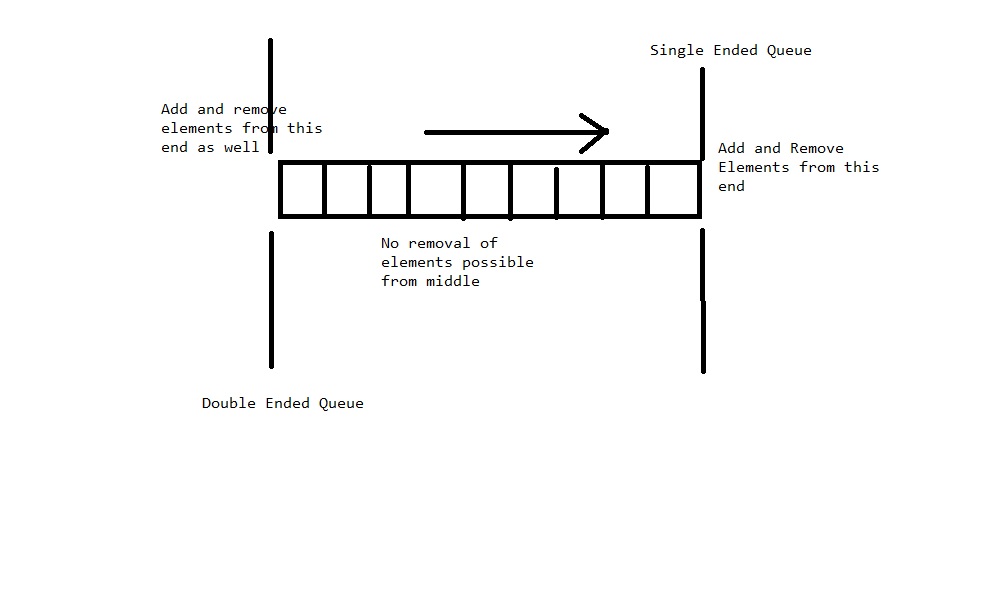 Single Ended Queue
Add and remove
elements from this
end as well
Add and Remove
Elements from this
end
No removal of
elements possible
from middle
Double Ended Queue